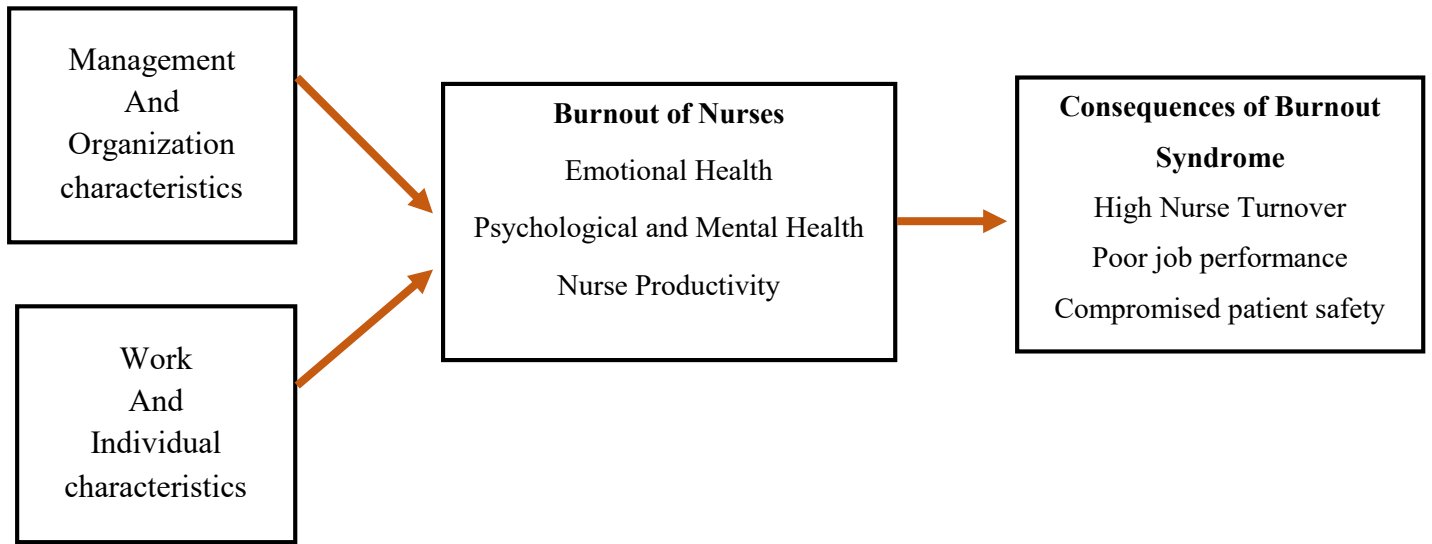 Management
And
Organization
characteristics
Work
And
Individual
characteristics
Burnout of Nurses
Emotional Health
Psychological and Mental Health
Nurse Productivity
Consequences of Burnout
Syndrome
High Nurse Turnover
Poor job performance
Compromised patient safety